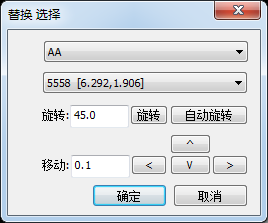 替换 选择
AA
5558 [6.292,1.906]
旋转: 45.0 旋转 自动旋转
^
移动: 0.1 < V >
确定 取消